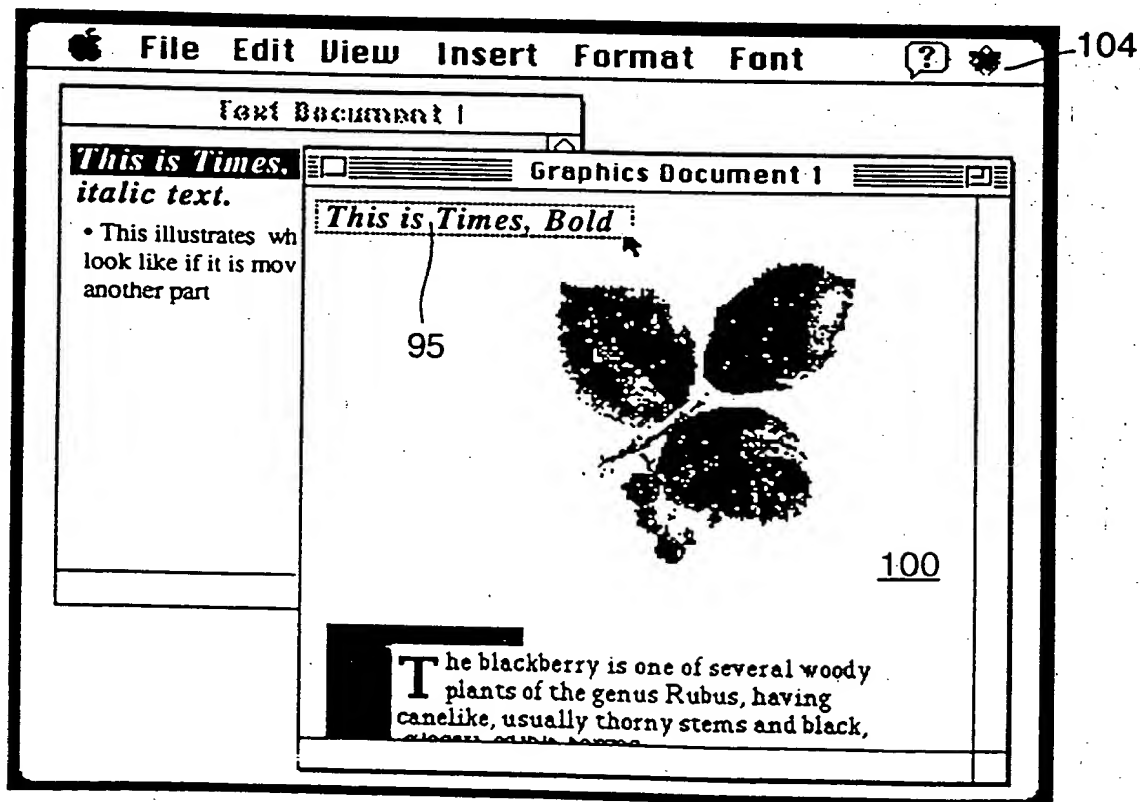 File Edit View Insert Format Font
104
Text Document 1
This is Times,
italic text.
• This illustrates wh
look like if it is mov
another part
Graphics Document 1
This is Times, Bold
95
100
The blackberry is one of several woody
plants of the genus Rubus, having
canelike, usually thorny stems and black,